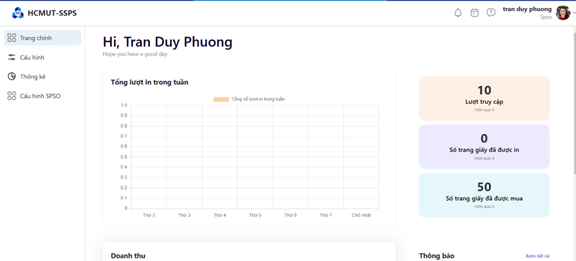 HCMUT-SSPS
tran duy phuong
Spso
Trang chính
Cấu hình
Thống kê
Cấu hình SPSO
Hi, Tran Duy Phuong
Hope you have a good day
Tổng lượt in trong tuần
Tổng số lượt in trong tuần
1.0
0.9
0.8
0.7
0.6
0.5
0.4
0.3
0.2
0.1
0
Thứ 2
Thứ 3
Thứ 4
Thứ 5
Thứ 6
Thứ 7
Chủ nhật
10
Lượt truy cập
Hôm qua 6
0
Số trang giấy đã được in
Hôm qua 0
50
Số trang giấy đã được mua
Hôm qua 0
Doanh thu
Thông báo
Xem tất cả